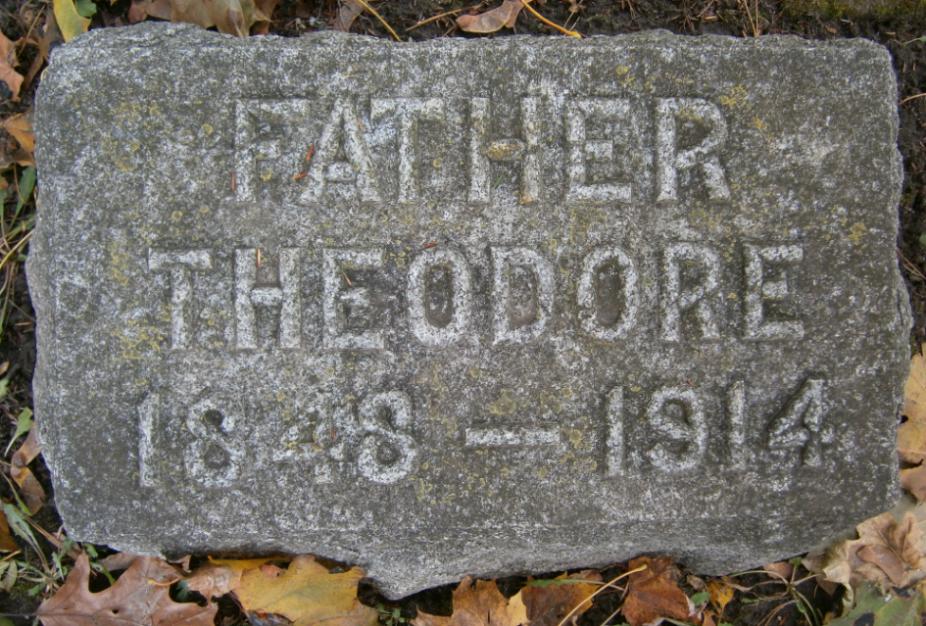 FATHER
THEODORE
1848 — 1914